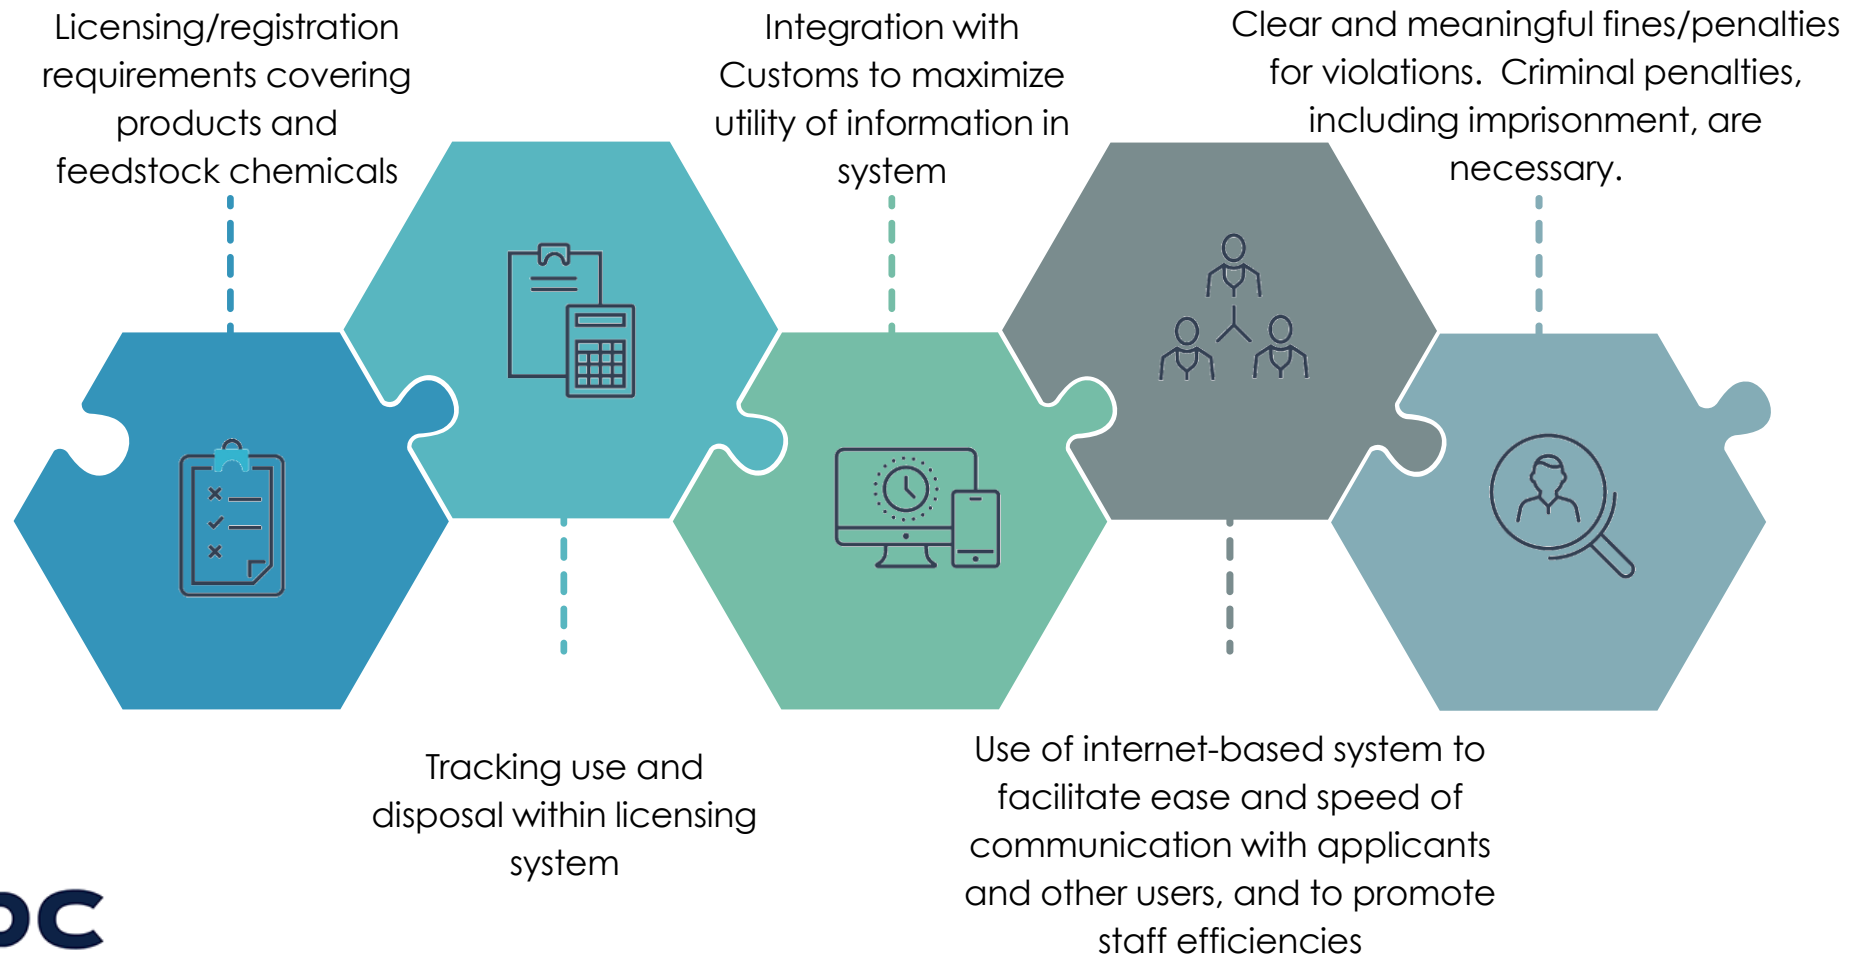 Licensing/registration
requirements covering
products and
feedstock chemicals
Integration with
Customs to maximize
utility of information in
system
Clear and meaningful fines/penalties
for violations.  Criminal penalties,
including imprisonment, are
necessary.
Tracking use and
disposal within licensing
system
Use of internet-based system to
facilitate ease and speed of
communication with applicants
and other users, and to promote
staff efficiencies